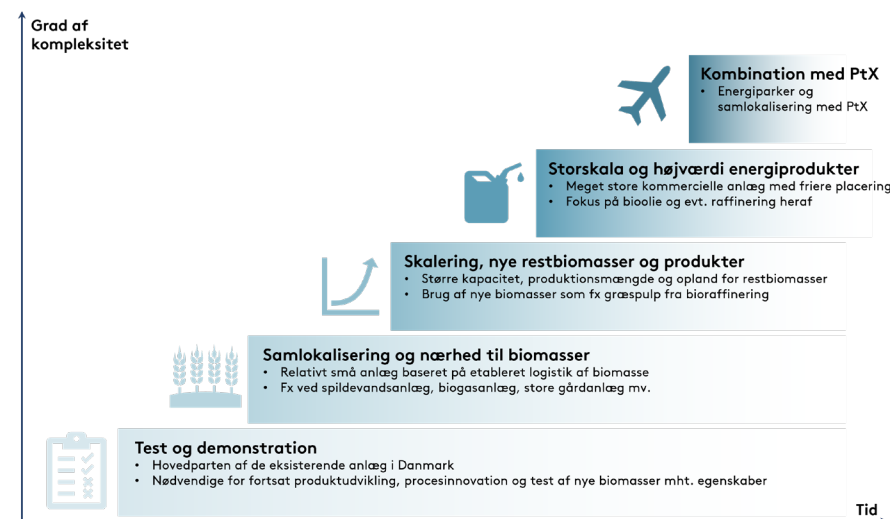 Grad af
kompleksitet
Kombination med PtX
• Energiparker og
samlokalisering med PtX
Storskala og højværdi energiprodukter
• Meget store kommercielle anlæg med friere placering
• Fokus på bioolie og evt. raffinering heraf
Skalering, nye restbiomasser og produkter
• Større kapacitet, produktionsmængde og opland for restbiomasser
• Brug af nye biomasser som fx græspulp fra bioraffinering
Samlokalisering og nærhed til biomasser
• Relativt små anlæg baseret på etableret logistik af biomasse
• Fx ved spildevandsanlæg, biogasanlæg, store gårdanlæg mv.
Test og demonstration
• Hovedparten af de eksisterende anlæg i Danmark
• Nødvendige for fortsat produktudvikling, procesinnovation og test af nye biomasser mht. egenskaber
Tid